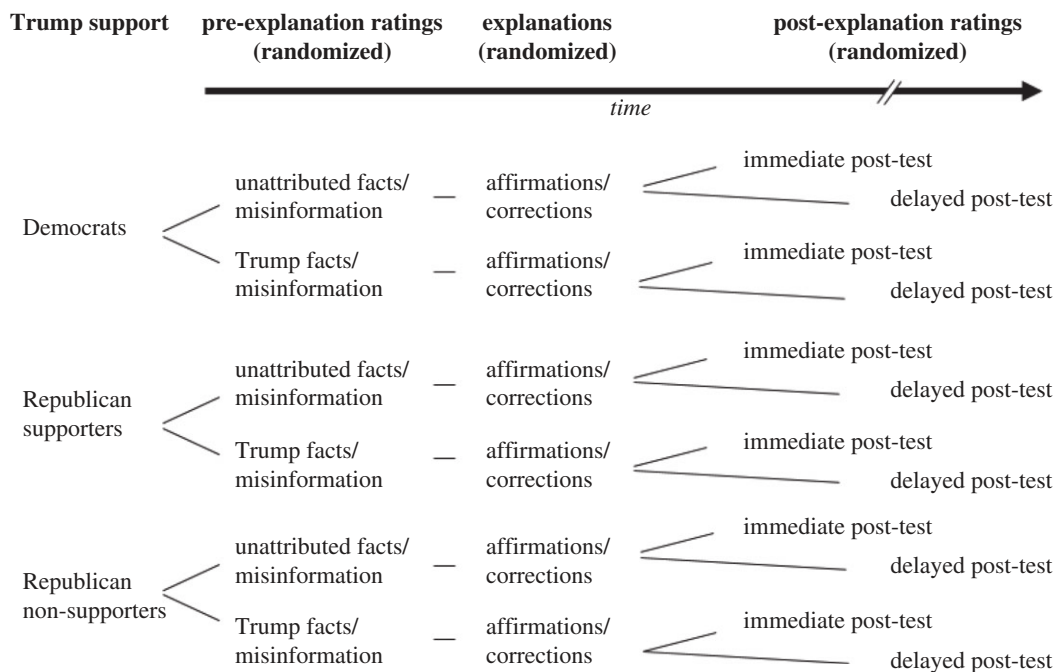 Trump support pre-explanation ratings explanations post-explanation ratings
(randomized) (randomized) (randomized)
time
immediate post-test
unattributed facts/ affirmations/
misinformation corrections
delayed post-test
Democrats
Trump facts/ affirmations/ immediate post-test
misinformation corrections
delayed post-test
immediate post-test
unattributed facts/ affirmations/
misinformation corrections
delayed post-test
Republican
supporters
Trump facts/ affirmations/ immediate post-test
misinformation corrections
delayed post-test
immediate post-test
unattributed facts/ affirmations/
misinformation corrections
delayed post-test
Republican
non-supporters
Trump facts/ affirmations/ immediate post-test
misinformation corrections
delayed post-test